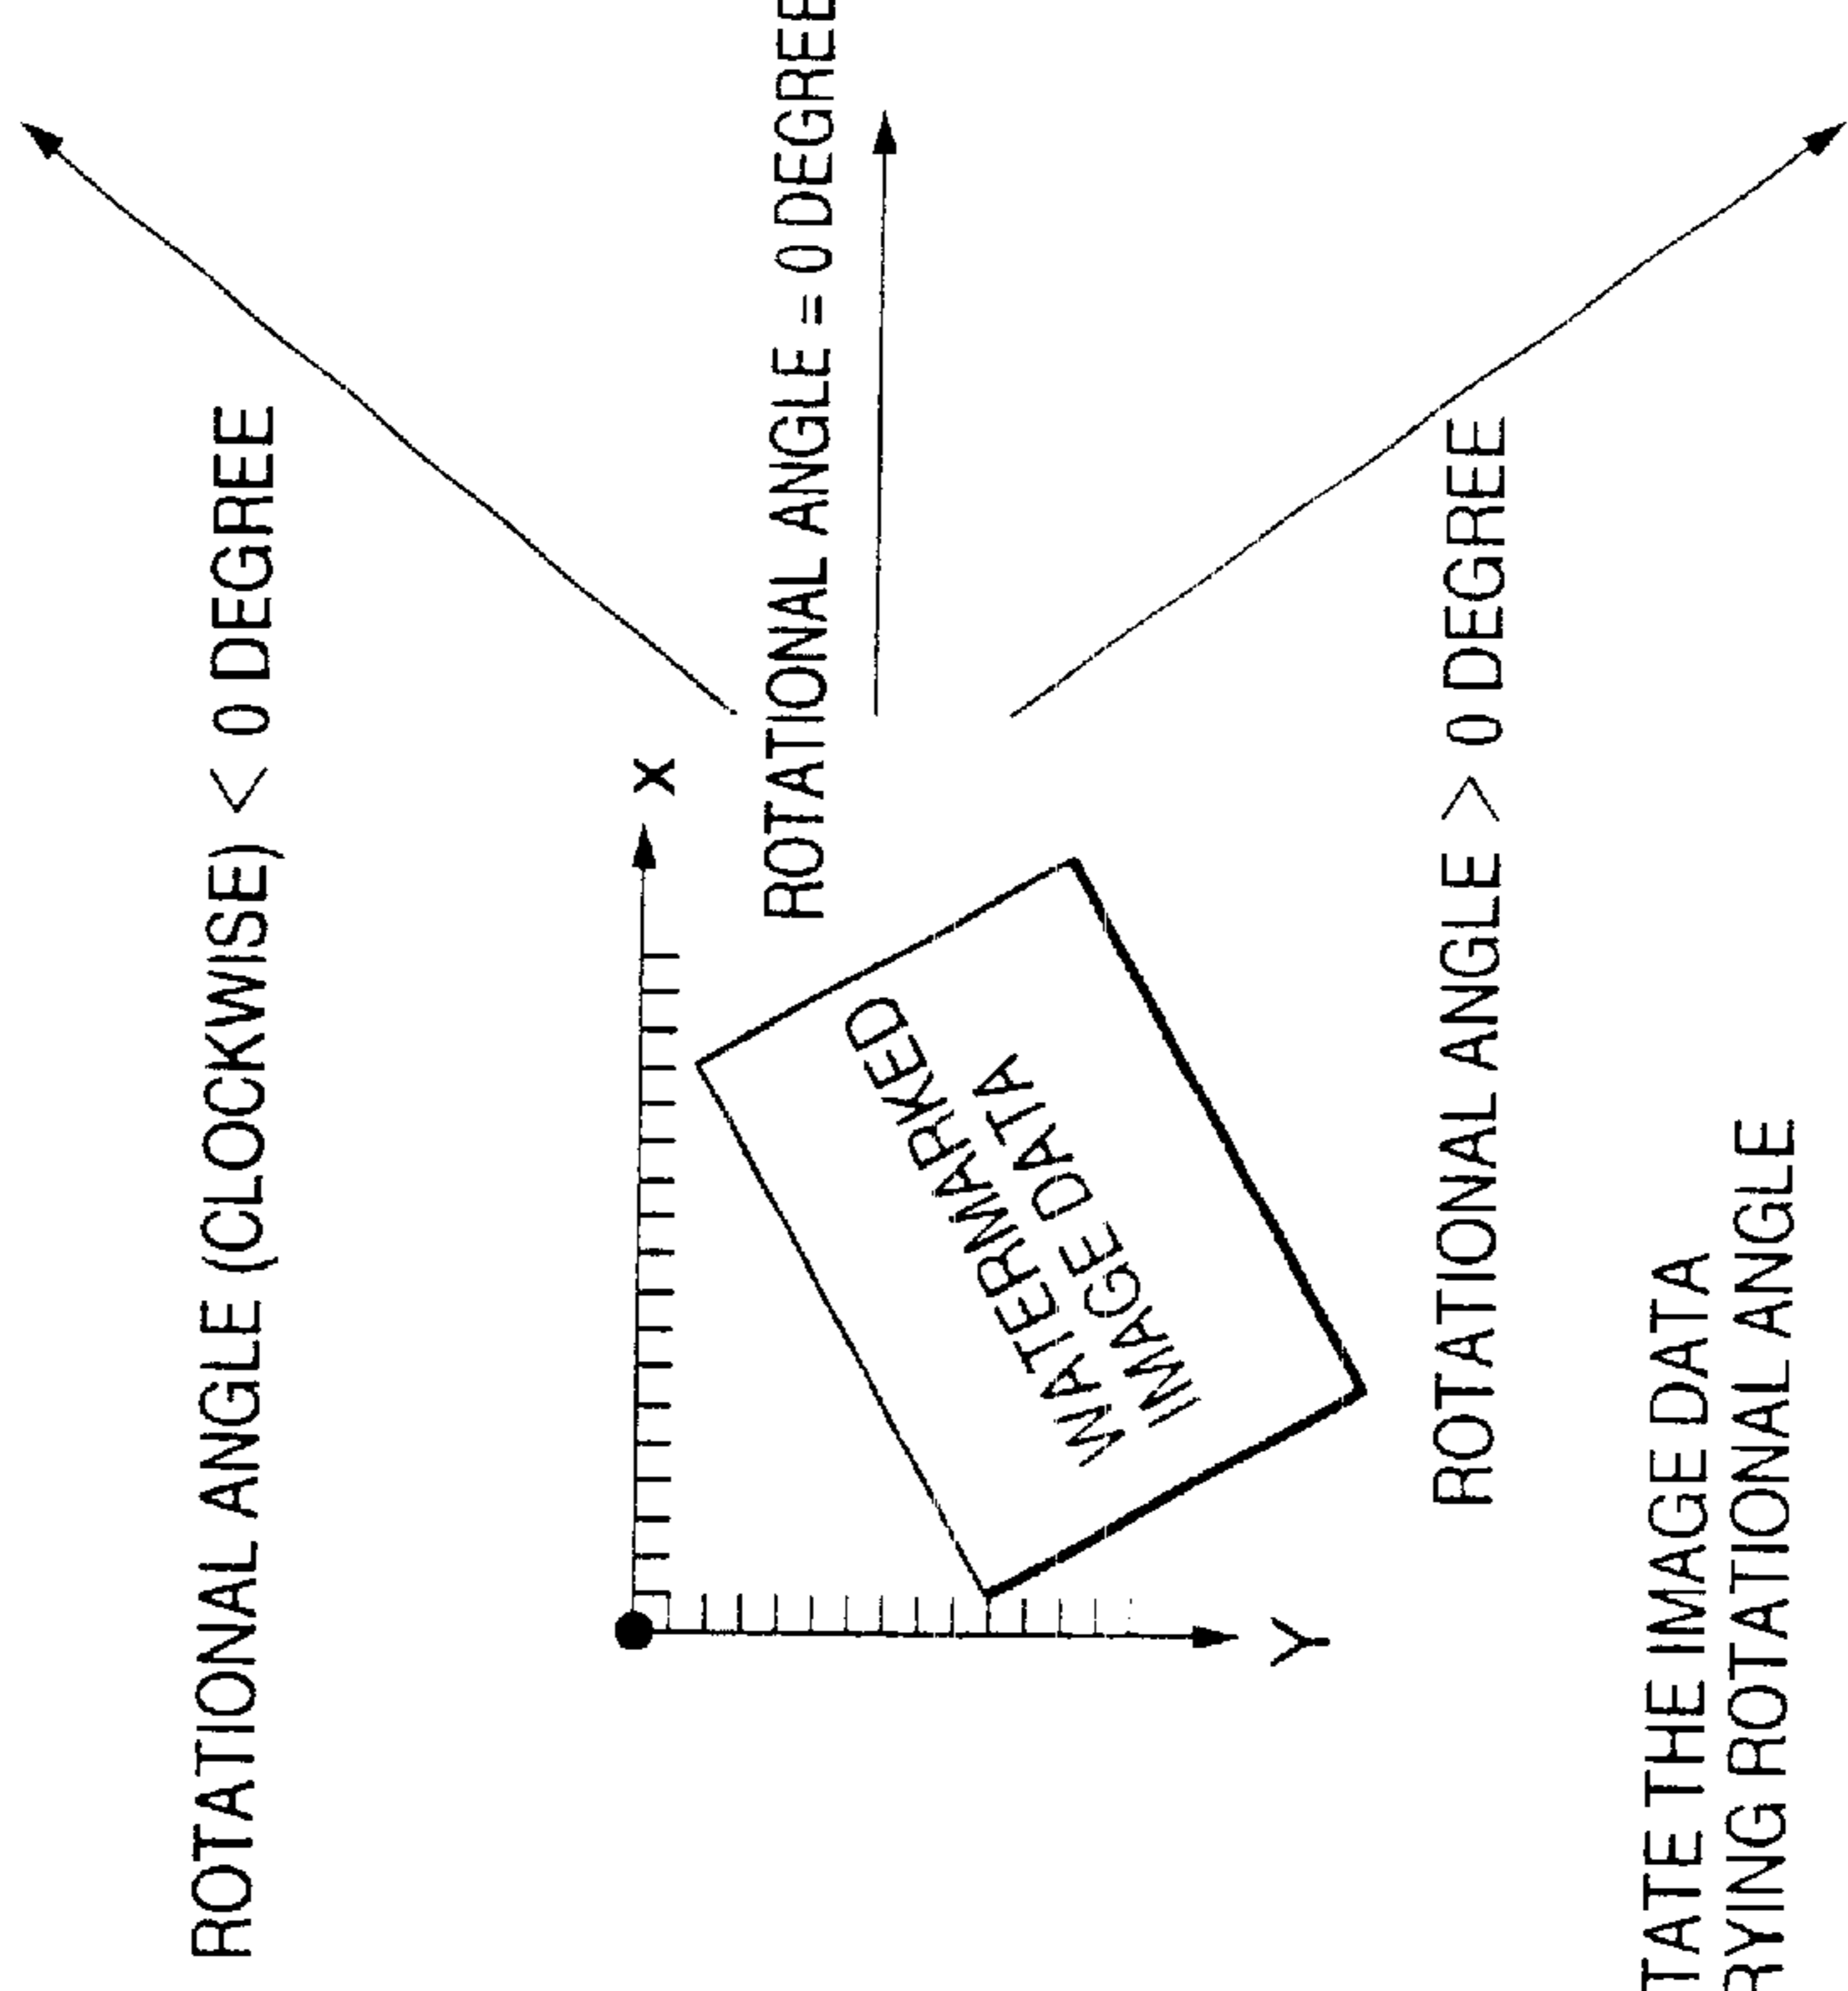 ROTATIONAL ANGLE (CLOCKWISE) < 0 DEGREE
X
ROTATIONAL ANGLE = 0 DEGREE
WATERMARKED
IMAGE DATA
Y
ROTATIONAL ANGLE > 0 DEGREE
TATE THE IMAGE DATA
RYING ROTATIONAL ANGLE